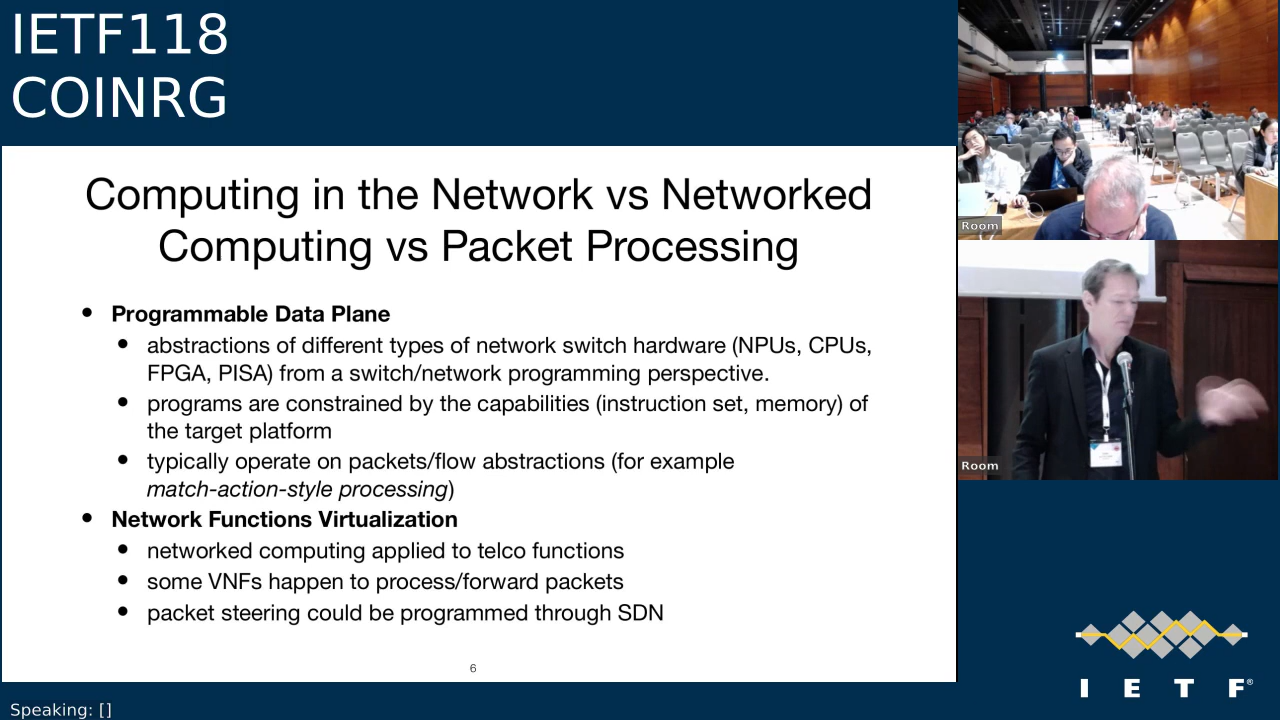 IETF118
COINRG
Computing in the Network vs Networked
Computing vs Packet Processing
• Programmable Data Plane
• abstractions of different types of network switch hardware (NPUs, CPUs,
FPGA, PISA) from a switch/network programming perspective.
• programs are constrained by the capabilities (instruction set, memory) of
the target platform
• typically operate on packets/flow abstractions (for example
match-action-style processing)
• Network Functions Virtualization
• networked computing applied to telco functions
• some VNFs happen to process/forward packets
• packet steering could be programmed through SDN
6
Speaking: []
Room
Room
I E T F®